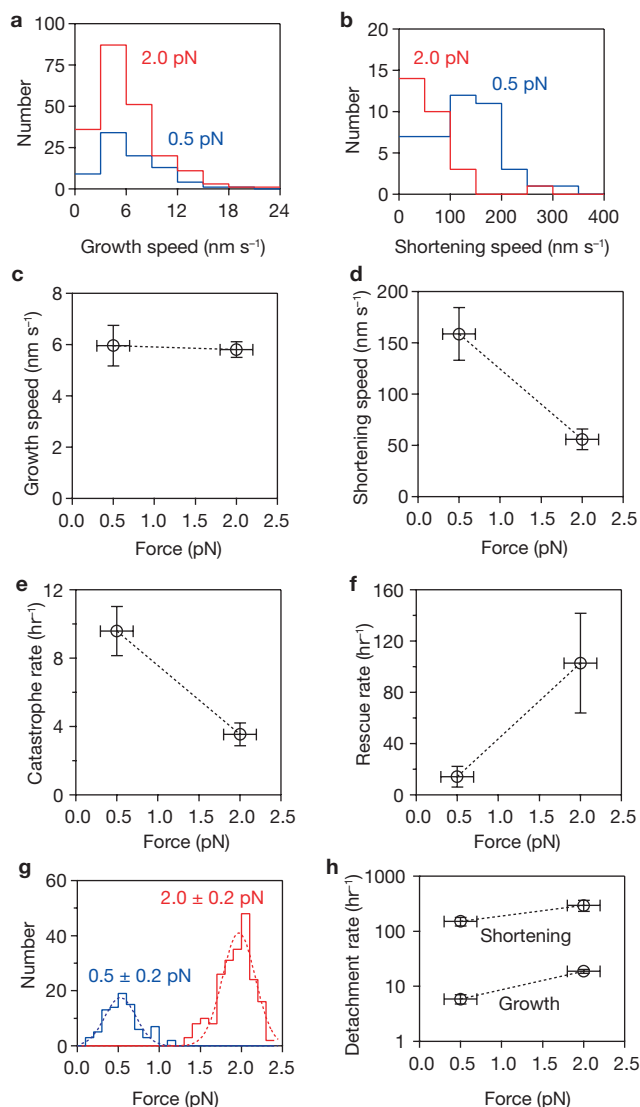 a
100
75
50
25
0
Number
2.0 pN
0.5 pN
0 6 12 18 24
Growth speed (nm s⁻¹)
b
20
15
10
5
0
Number
2.0 pN
0.5 pN
0 100 200 300 400
Shortening speed (nm s⁻¹)
c
8
6
4
2
0
Growth speed (nm s⁻¹)
0.0 0.5 1.0 1.5 2.0 2.5
Force (pN)
d
200
150
100
50
0
Shortening speed (nm s⁻¹)
0.0 0.5 1.0 1.5 2.0 2.5
Force (pN)
e
12
8
4
0
Catastrophe rate (hr⁻¹)
0.0 0.5 1.0 1.5 2.0 2.5
Force (pN)
f
160
120
80
40
0
Rescue rate (hr⁻¹)
0.0 0.5 1.0 1.5 2.0 2.5
Force (pN)
g
60
40
20
0
Number
2.0 ± 0.2 pN
0.5 ± 0.2 pN
0.0 0.5 1.0 1.5 2.0 2.5
Force (pN)
h
1000
100
10
1
Detachment rate (hr⁻¹)
Shortening
Growth
0.0 0.5 1.0 1.5 2.0 2.5
Force (pN)